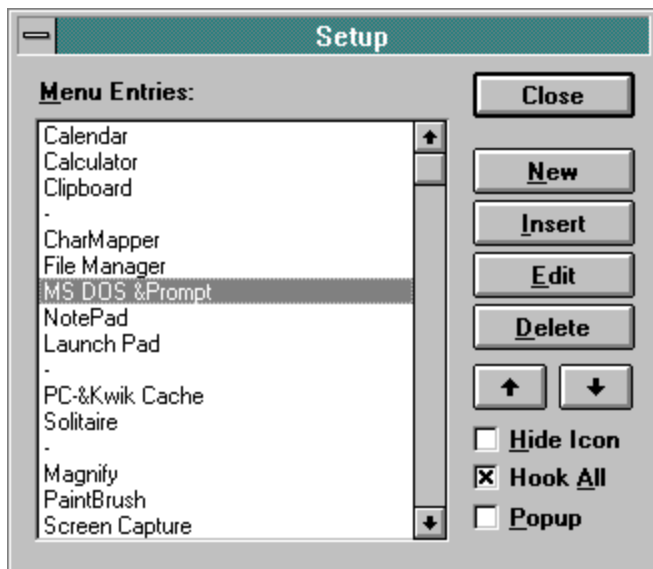 Setup
Menu Entries:
Calendar
Calculator
Clipboard
-
CharMapper
File Manager
MS DOS &Prompt
NotePad
Launch Pad
-
PC-&Kwik Cache
Solitaire
-
Magnify
PaintBrush
Screen Capture
Close
New
Insert
Edit
Delete
Hide Icon
Hook All
Popup